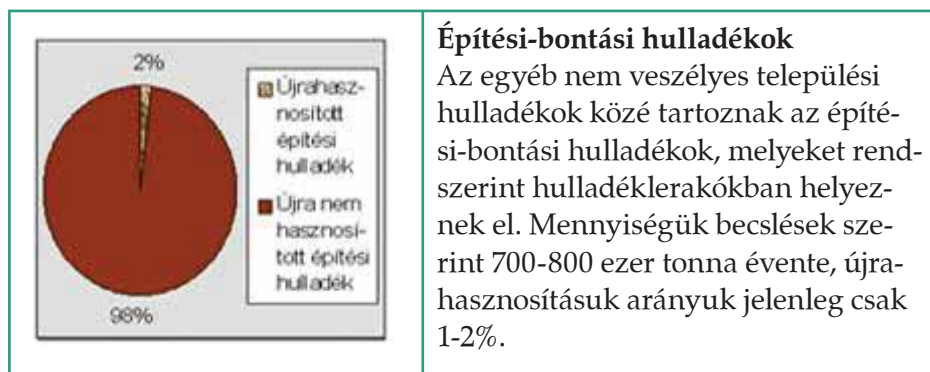 2%
Újrahasz-
nosított
építési
hulladék
Újra nem
hasznosí-
tott építési
hulladék
98%
Építési-bontási hulladékok
Az egyéb nem veszélyes települési
hulladékok közé tartoznak az építé-
si-bontási hulladékok, melyeket rend-
szerint hulladéklerakókban helyez-
nek el. Mennyiségük becslések sze-
rint 700-800 ezer tonna évente, újra-
hasznosításuk arányuk jelenleg csak
1-2%.